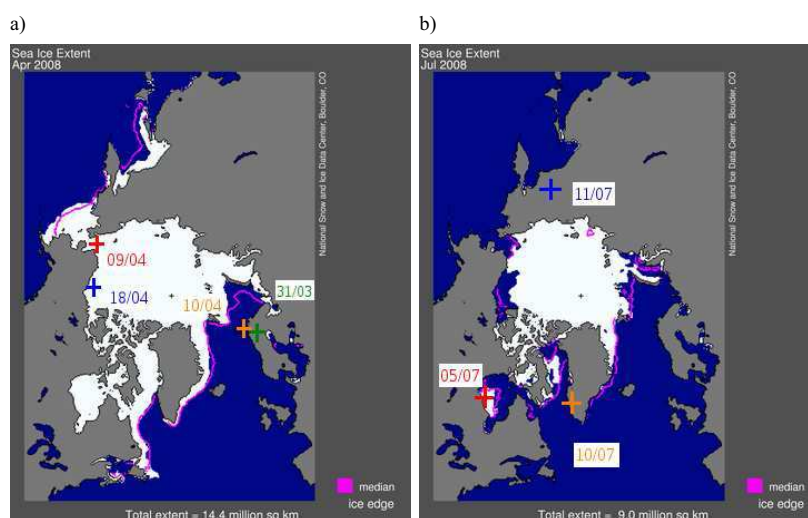 a)
Sea Ice Extent
Apr 2008
National Snow and Ice Data Center, Boulder, CO
09/04
18/04
10/04
31/03
median
ice edge
Total extent = 14.4 million sq km
b)
Sea Ice Extent
Jul 2008
National Snow and Ice Data Center, Boulder, CO
11/07
05/07
10/07
median
ice edge
Total extent = 9.0 million sq km